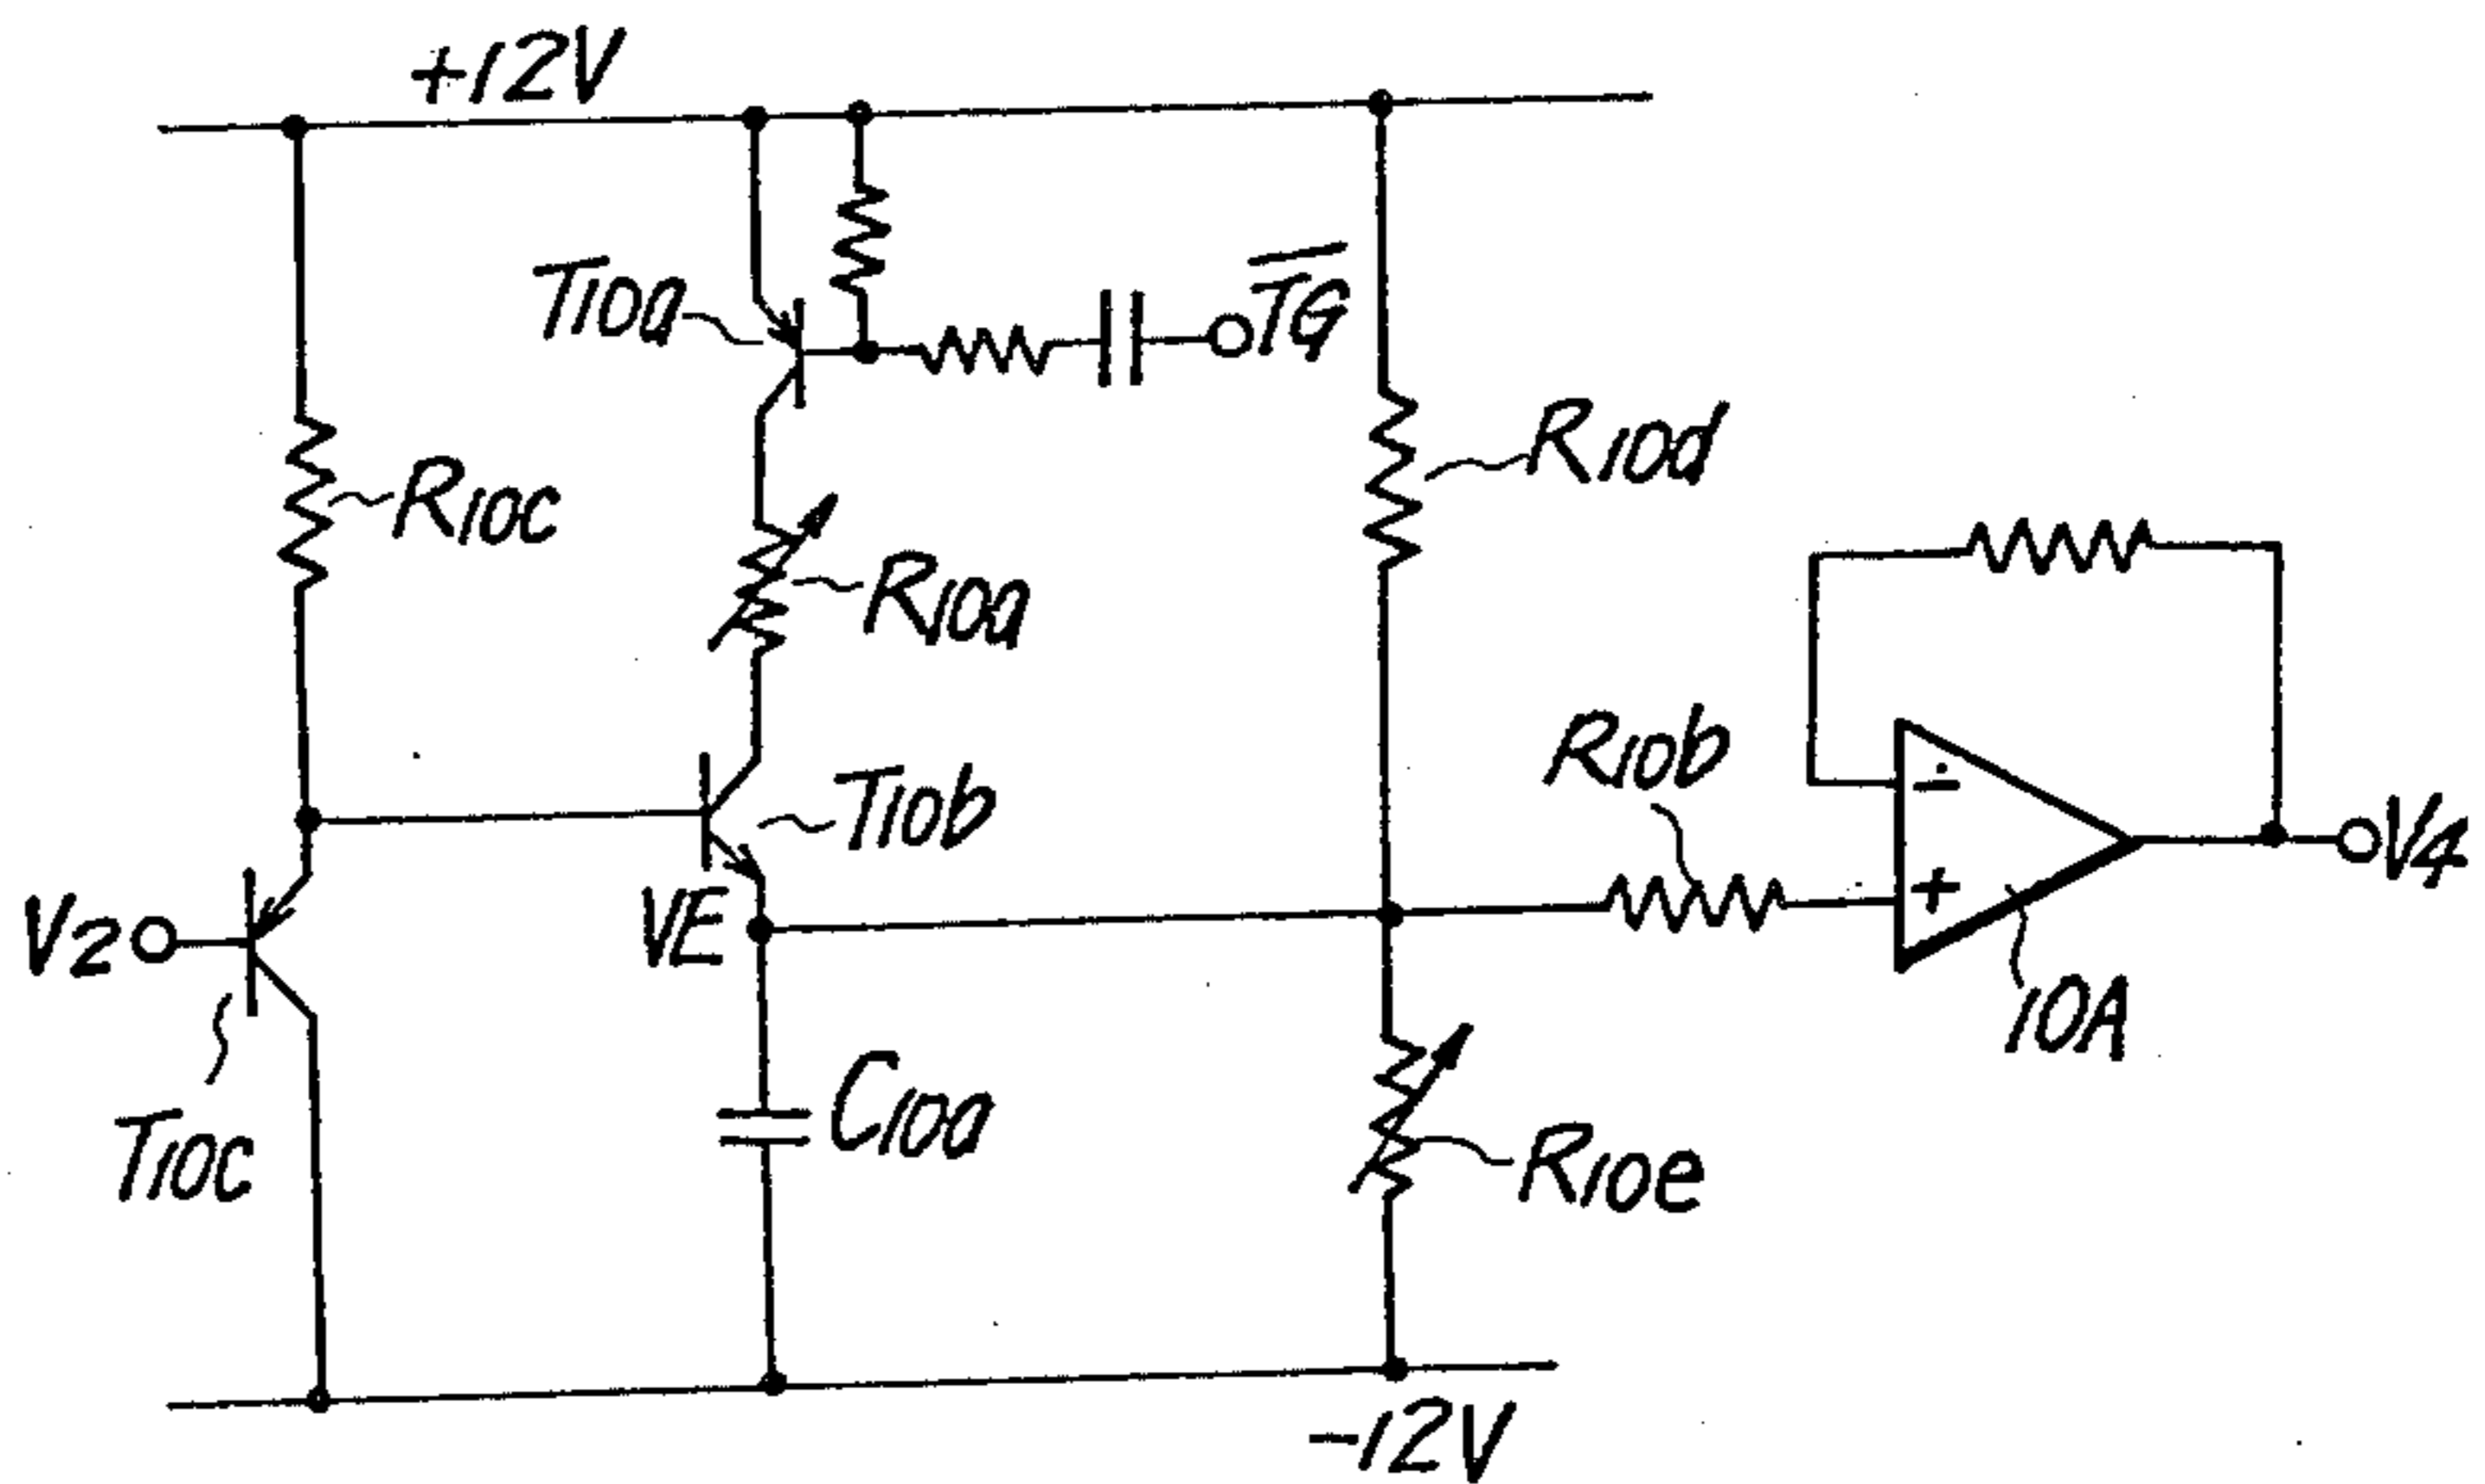 +12V
T10a
TG
R10c
R10d
R10a
R10b
T10b
V2
VE
V4
−
+
10A
C10a
T10c
R10e
-12V